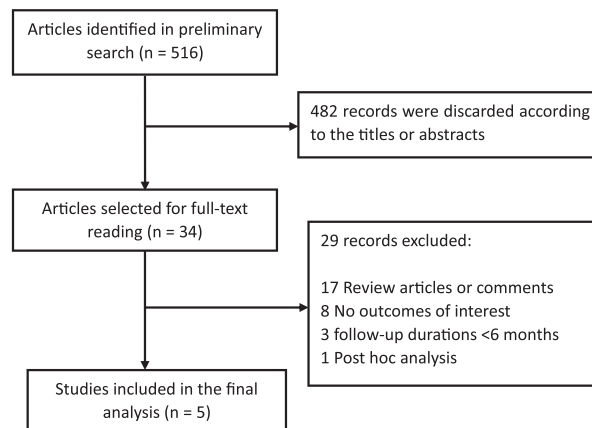 Articles identified in preliminary
search (n = 516)
482 records were discarded according
to the titles or abstracts
Articles selected for full-text
reading (n = 34)
29 records excluded:
17 Review articles or comments
8 No outcomes of interest
3 follow-up durations <6 months
1 Post hoc analysis
Studies included in the final
analysis (n = 5)